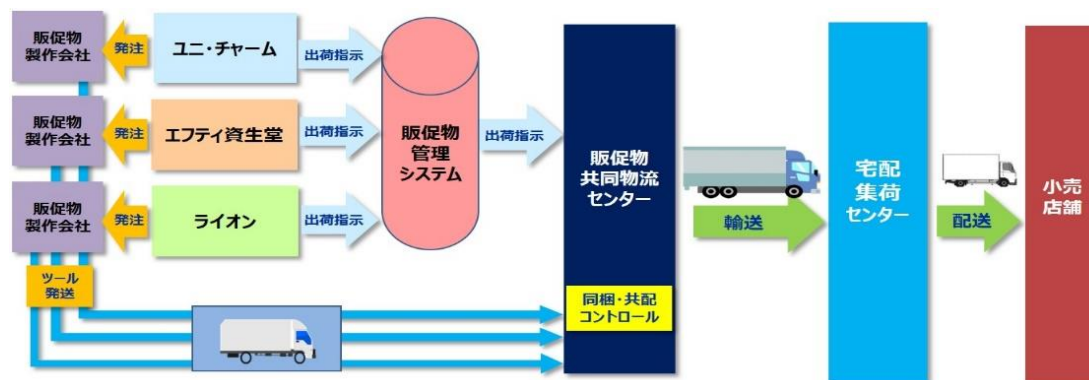 販促物
製作会社
発注
ユニ・チャーム
出荷指示
販促物
製作会社
発注
エフティ資生堂
出荷指示
販促物
製作会社
発注
ライオン
出荷指示
ツール
発送
販促物
管理
システム
出荷指示
販促物
共同物流
センター
同梱・共配
コントロール
輸送
宅配
集荷
センター
配送
小売
店舗